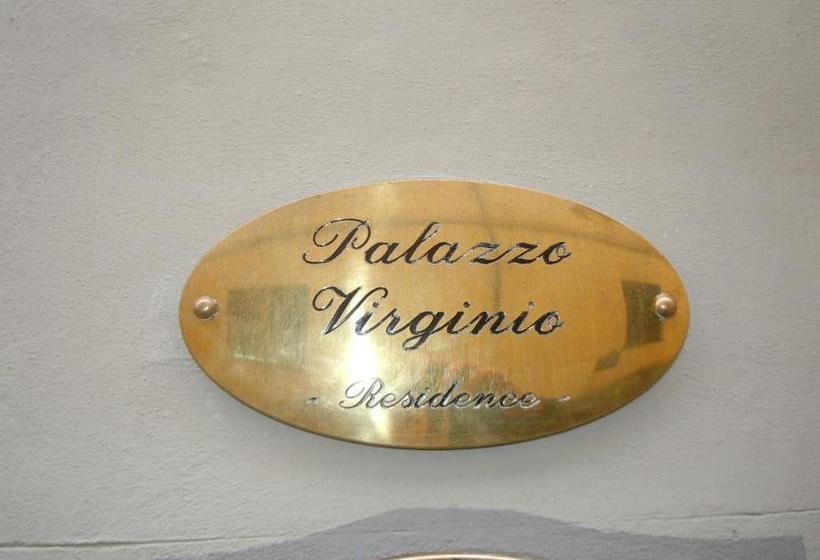 Palazzo
Virginio
- Residence -